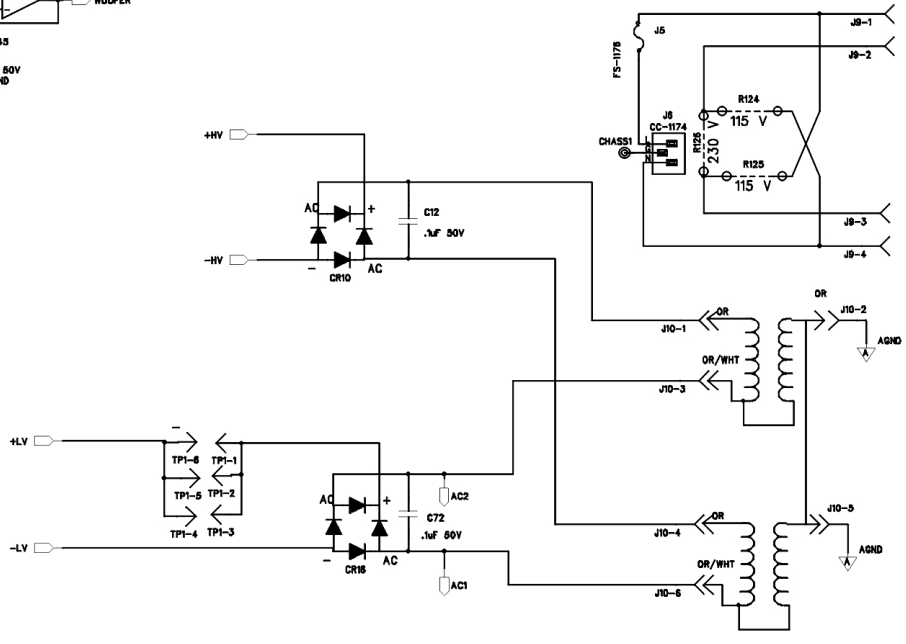 WOOFER
50V
J5
FS-1176
J9-1
J9-2
J6
CC-1174
CHASS1
L
G
N
R124
115 V
R126
230 V
R125
115 V
J9-3
J9-4
+HV
-HV
AC
+
-
AC
CR10
C12
.1uF 50V
OR
J10-1
OR/WHT
J10-3
OR
J10-2
AGND
A
+LV
-LV
-
TP1-6
TP1-1
TP1-5
TP1-2
TP1-4
TP1-3
AC
+
-
AC
CR16
C72
.1uF 50V
AC2
AC1
OR
J10-4
OR/WHT
J10-6
J10-5
AGND
A